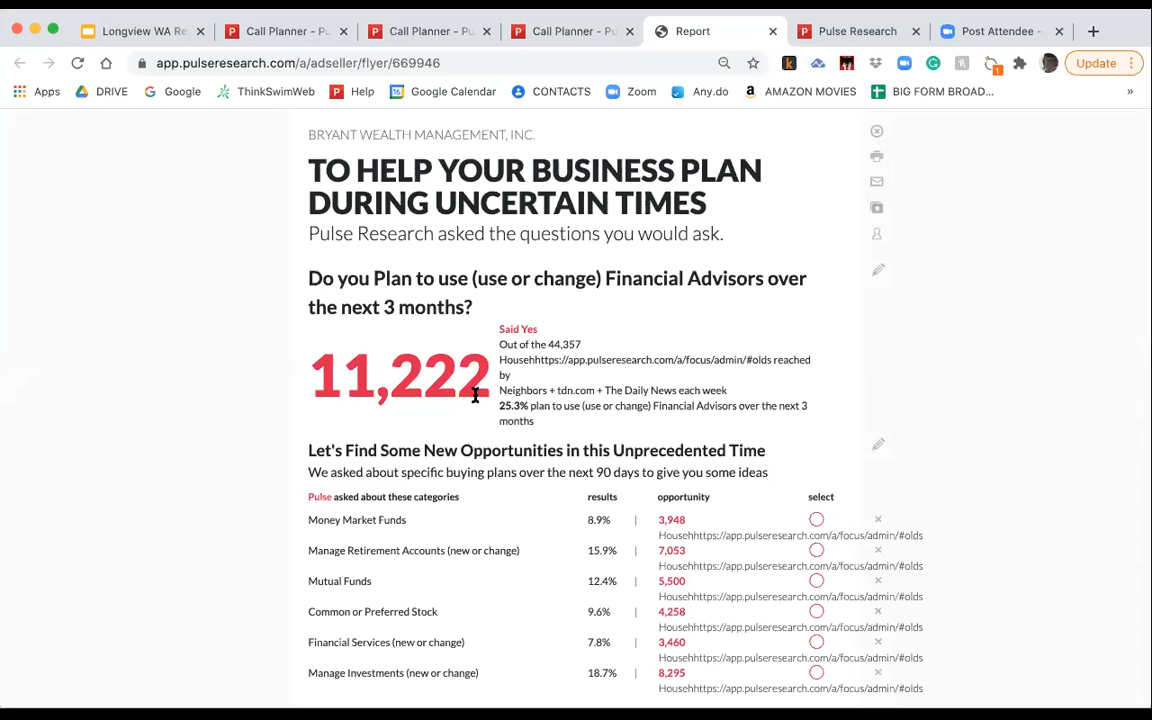 Longview WA Re
Call Planner - Pu
Call Planner - Pu
Call Planner - Pu
Report
Pulse Research
Post Attendee -
app.pulseresearch.com/a/adseller/flyer/669946
Update
Apps
DRIVE
Google
ThinkSwimWeb
Help
16
Google Calendar
CONTACTS
Zoom
Any.do
AMAZON MOVIES
BIG FORM BROAD...
»
BRYANT WEALTH MANAGEMENT, INC.
TO HELP YOUR BUSINESS PLAN
DURING UNCERTAIN TIMES
Pulse Research asked the questions you would ask.
Do you Plan to use (use or change) Financial Advisors over
the next 3 months?
11,222
Said Yes
Out of the 44,357
Househhttps://app.pulseresearch.com/a/focus/admin/#olds reached
by
Neighbors + tdn.com + The Daily News each week
25.3% plan to use (use or change) Financial Advisors over the next 3
months
Let's Find Some New Opportunities in this Unprecedented Time
We asked about specific buying plans over the next 90 days to give you some ideas
Pulse asked about these categories results opportunity select
Money Market Funds 8.9% | 3,948
Househhttps://app.pulseresearch.com/a/focus/admin/#olds
Manage Retirement Accounts (new or change) 15.9% | 7,053
Househhttps://app.pulseresearch.com/a/focus/admin/#olds
Mutual Funds 12.4% | 5,500
Househhttps://app.pulseresearch.com/a/focus/admin/#olds
Common or Preferred Stock 9.6% | 4,258
Househhttps://app.pulseresearch.com/a/focus/admin/#olds
Financial Services (new or change) 7.8% | 3,460
Househhttps://app.pulseresearch.com/a/focus/admin/#olds
Manage Investments (new or change) 18.7% | 8,295
Househhttps://app.pulseresearch.com/a/focus/admin/#olds